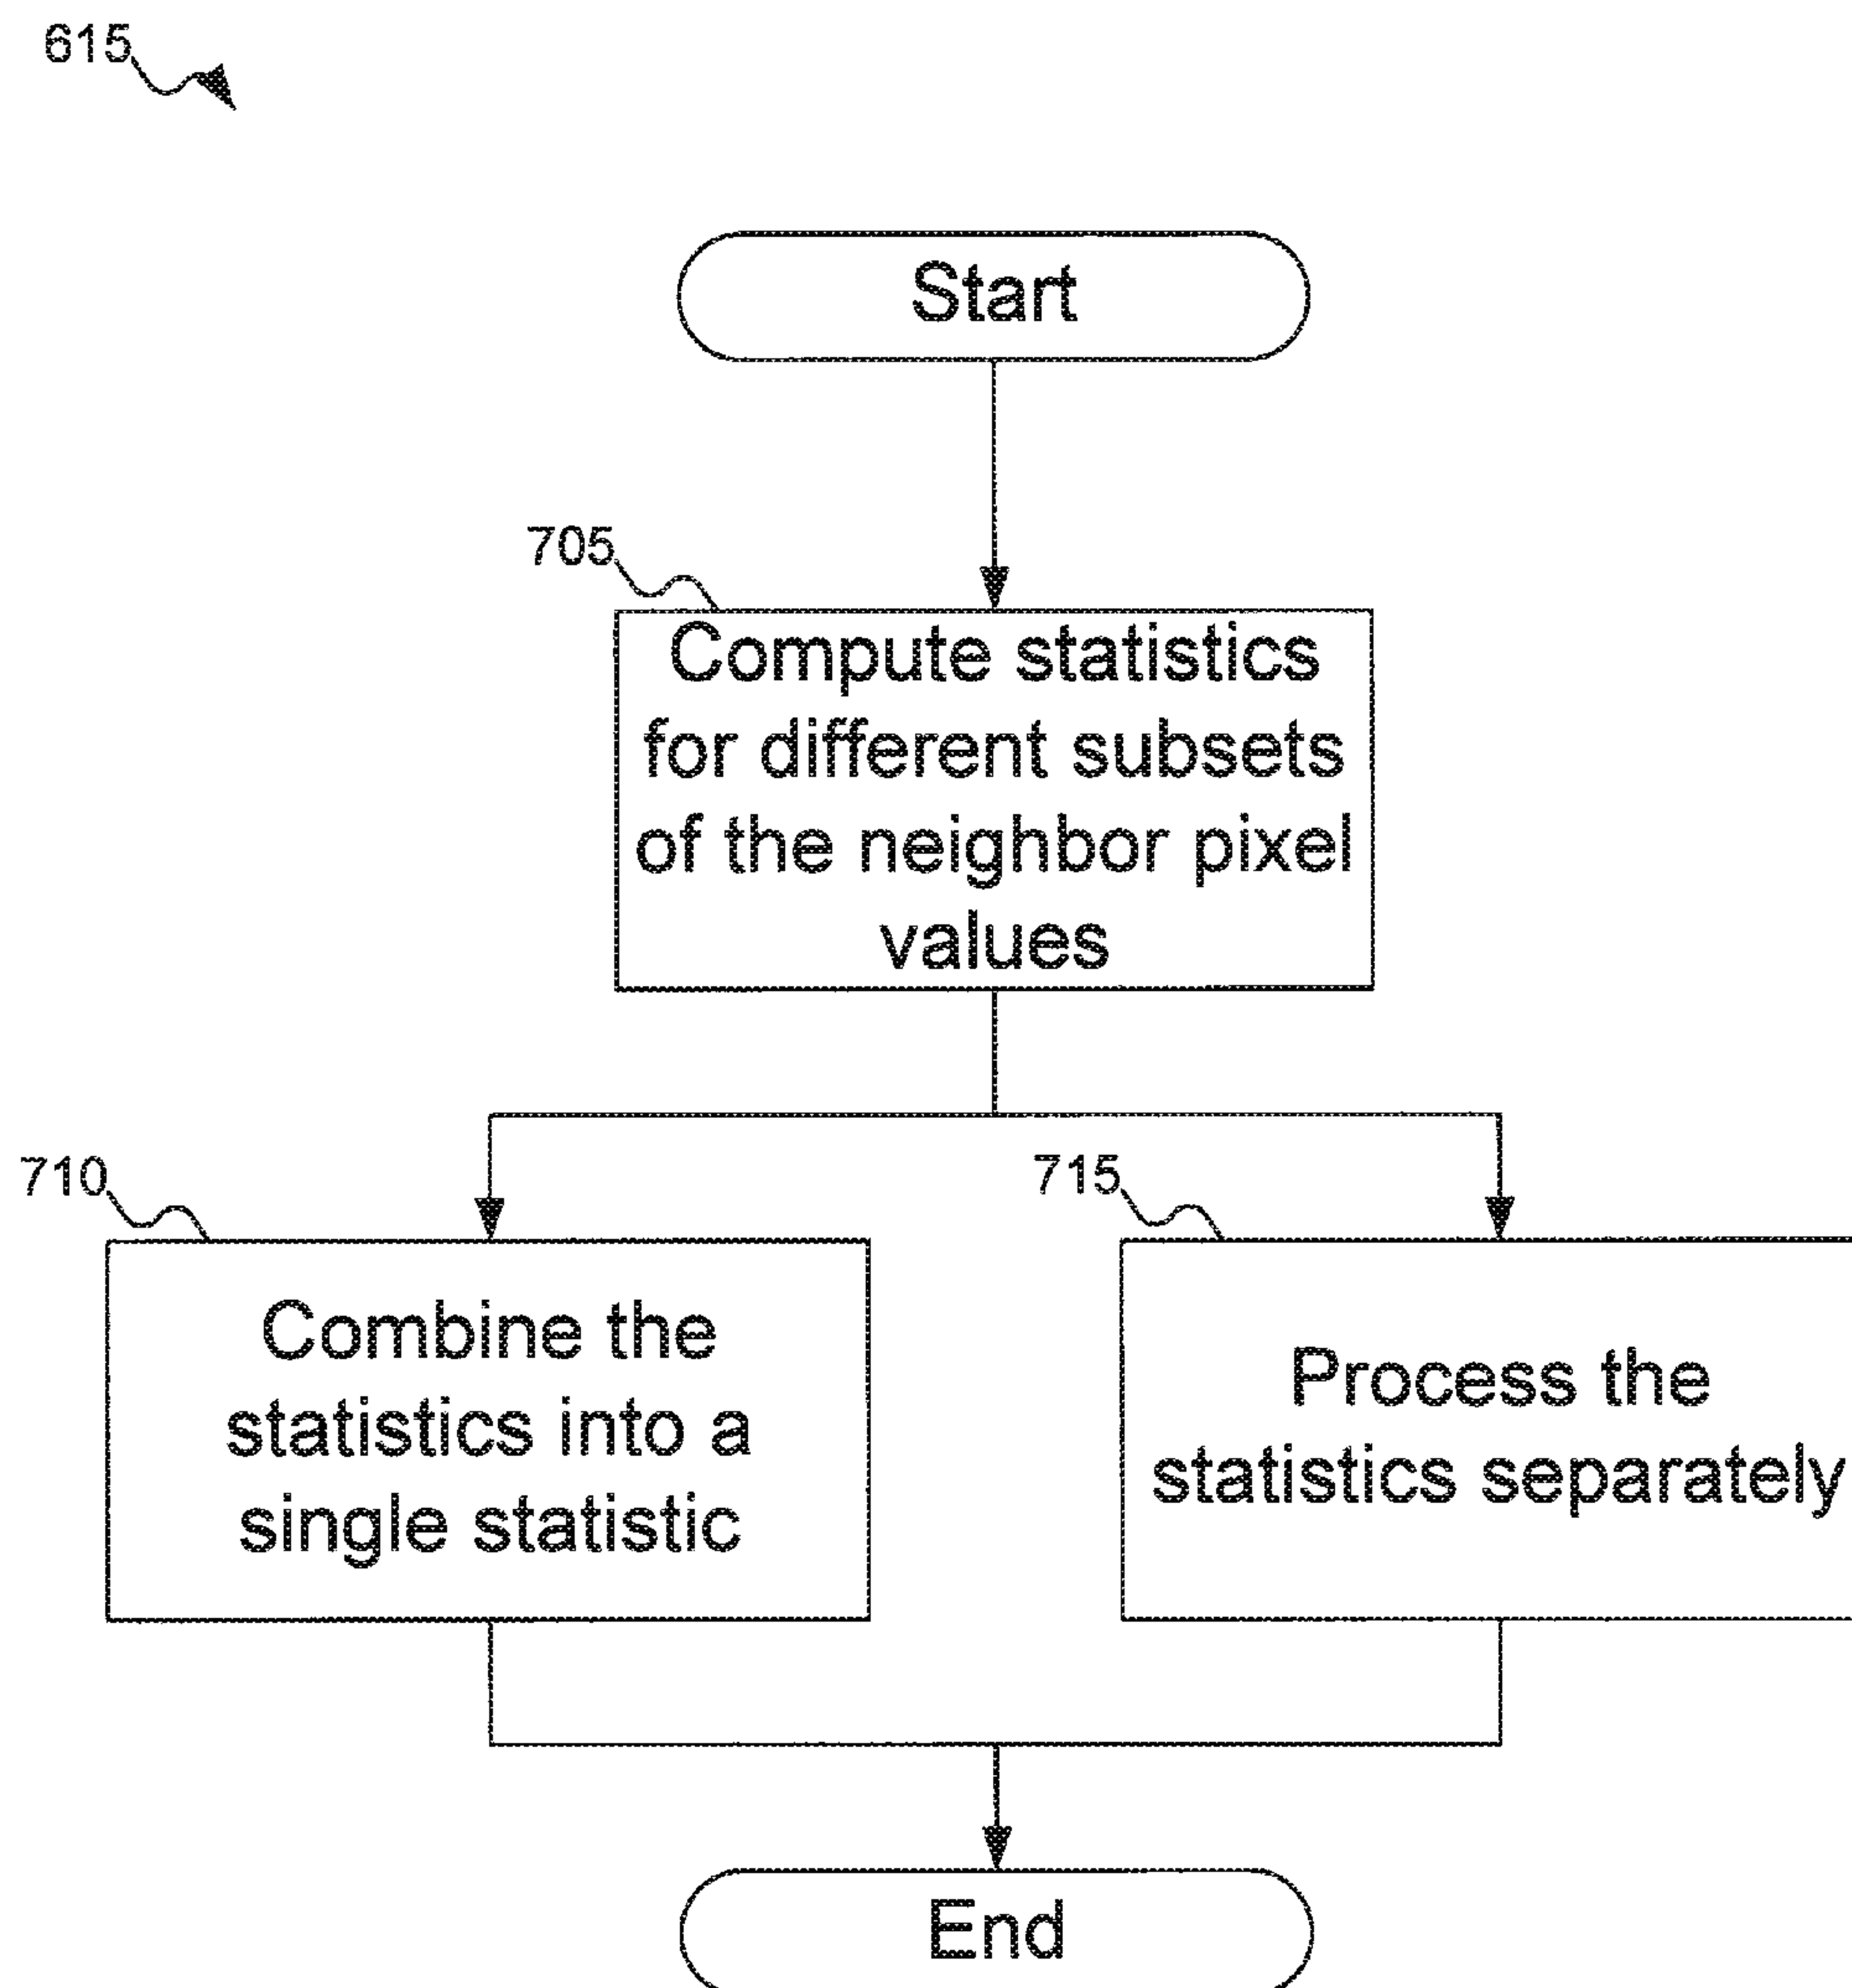 615
Start
705
Compute statistics
for different subsets
of the neighbor pixel
values
710
Combine the
statistics into a
single statistic
715
Process the
statistics separately
End